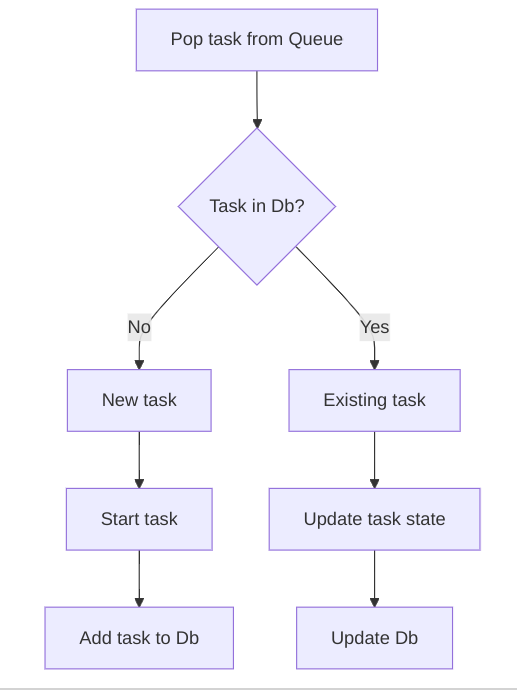 Pop task from Queue
Task in Db?
No
Yes
New task
Existing task
Start task
Update task state
Add task to Db
Update Db